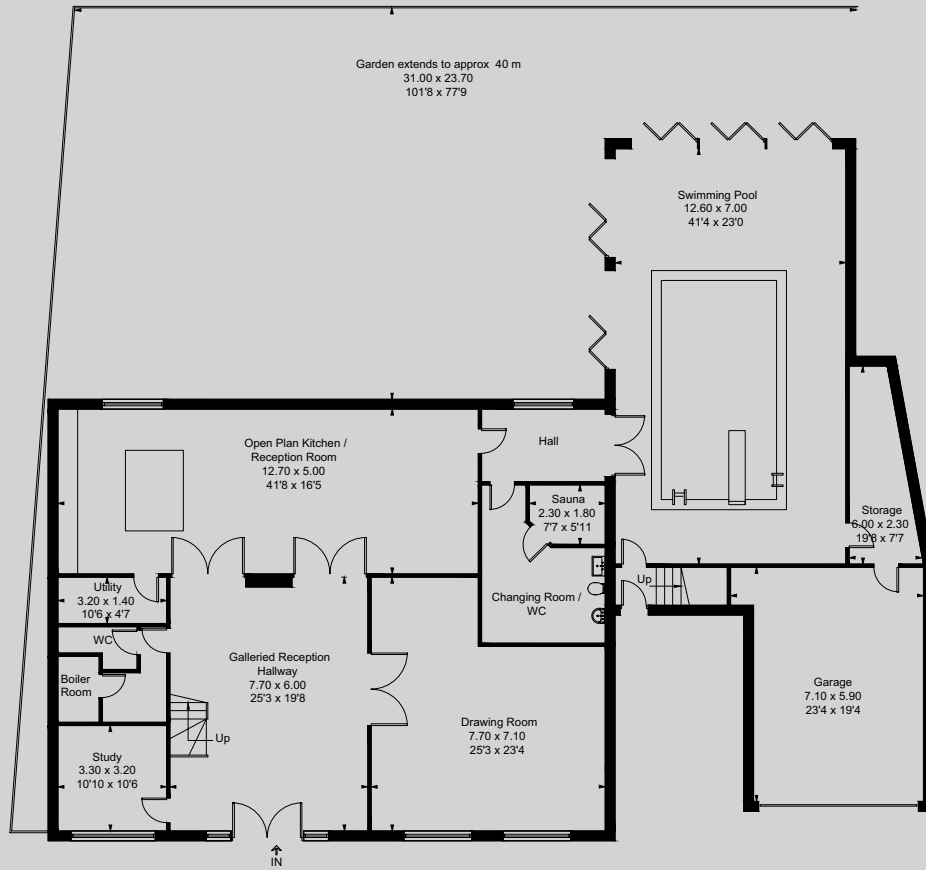 Garden extends to approx 40 m
31.00 x 23.70
101'8 x 77'9
Swimming Pool
12.60 x 7.00
41'4 x 23'0
Open Plan Kitchen /
Reception Room
12.70 x 5.00
41'8 x 16'5
Hall
Sauna
2.30 x 1.80
7'7 x 5'11
Storage
6.00 x 2.30
19'8 x 7'7
Utility
3.20 x 1.40
10'6 x 4'7
Up
Changing Room /
WC
WC
Boiler
Room
Galleried Reception
Hallway
7.70 x 6.00
25'3 x 19'8
Garage
7.10 x 5.90
23'4 x 19'4
Drawing Room
7.70 x 7.10
25'3 x 23'4
Up
Study
3.30 x 3.20
10'10 x 10'6
IN